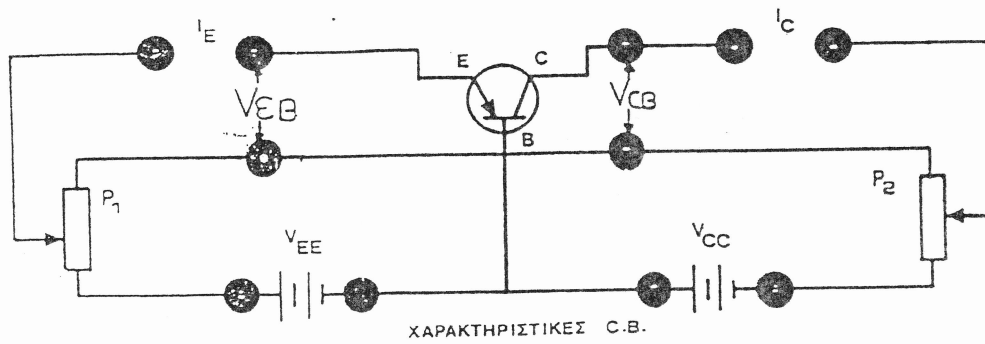 I_E
I_C
E
C
V_EB
V_CB
B
P_1
P_2
V_EE
V_CC
ΧΑΡΑΚΤΗΡΙΣΤΙΚΕΣ C.B.